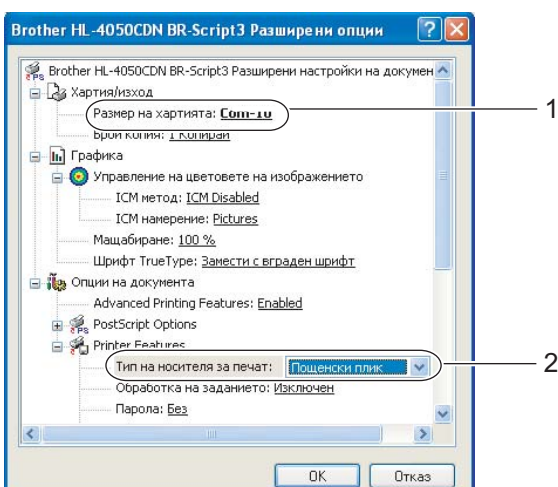 Brother HL-4050CDN BR-Script3 Разширени опции
Brother HL-4050CDN BR-Script3 Разширени настройки на докумен
Хартия/изход
Размер на хартията: Com-10
1
Брой копия: 1 Копирай
Графика
Управление на цветовете на изображението
ICM метод: ICM Disabled
ICM намерение: Pictures
Мащабиране: 100 %
Шрифт TrueType: Замести с вграден шрифт
Опции на документа
Advanced Printing Features: Enabled
PostScript Options
Printer Features
Тип на носителя за печат: Пощенски плик
2
Обработка на заданието: Изключен
Парола: Без
OK
Отказ